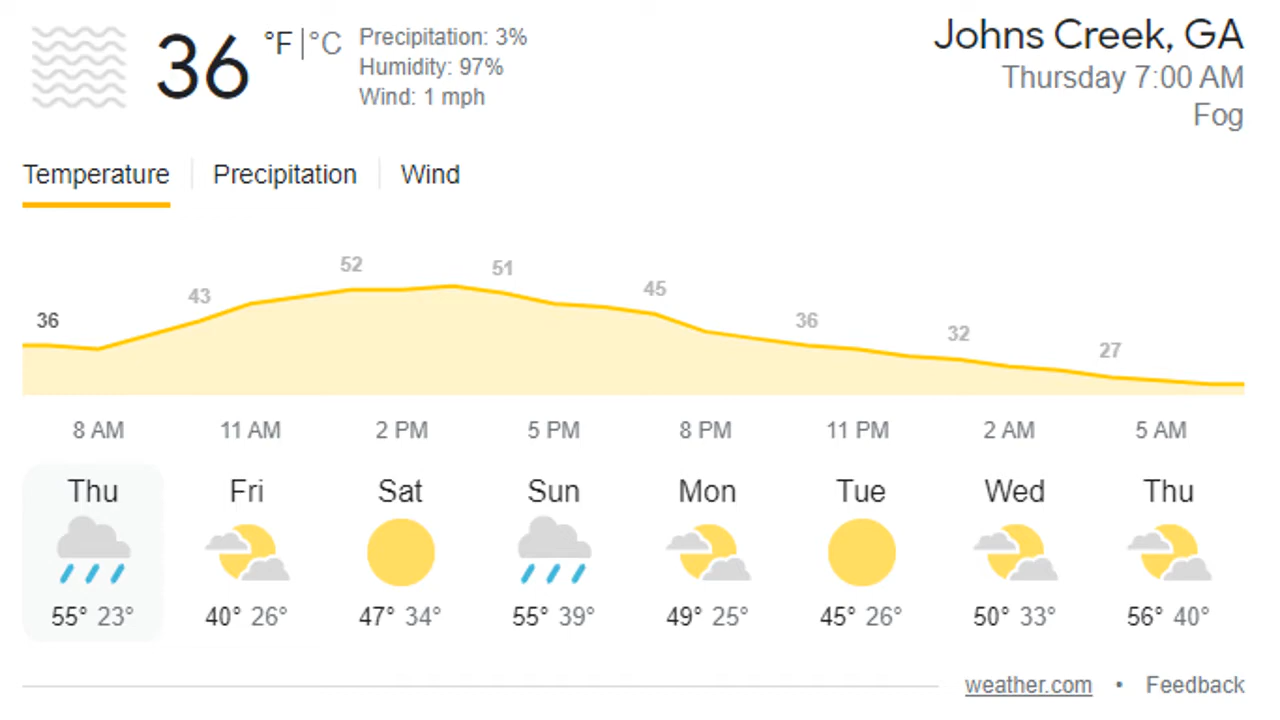 36 °F | °C
Precipitation: 3%
Humidity: 97%
Wind: 1 mph
Johns Creek, GA
Thursday 7:00 AM
Fog
Temperature | Precipitation | Wind
36 43 52 51 45 36 32 27
8 AM 11 AM 2 PM 5 PM 8 PM 11 PM 2 AM 5 AM
Thu Fri Sat Sun Mon Tue Wed Thu
55° 23° 40° 26° 47° 34° 55° 39° 49° 25° 45° 26° 50° 33° 56° 40°
weather.com • Feedback